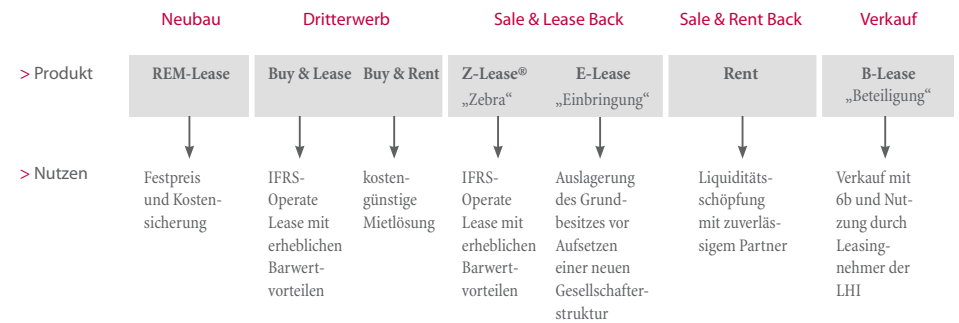 Neubau
Dritterwerb
Sale & Lease Back
Sale & Rent Back
Verkauf
> Produkt
REM-Lease
Buy & Lease
Buy & Rent
Z-Lease®
„Zebra“
E-Lease
„Einbringung“
Rent
B-Lease
„Beteiligung“
> Nutzen
Festpreis
und Kosten-
sicherung
IFRS-
Operate
Lease mit
erheblichen
Barwert-
vorteilen
kosten-
günstige
Mietlösung
IFRS-
Operate
Lease mit
erheblichen
Barwert-
vorteilen
Auslagerung
des Grund-
besitzes vor
Aufsetzen
einer neuen
Gesellschafter-
struktur
Liquiditäts-
schöpfung
mit zuverläs-
sigem Partner
Verkauf mit
6b und Nut-
zung durch
Leasing-
nehmer der
LHI